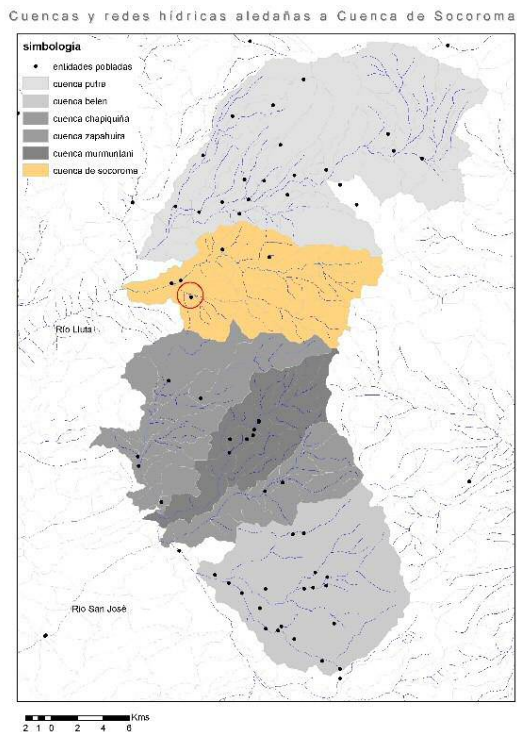 Cuencas y redes hídricas aledañas a Cuenca de Socoroma
simbología
entidades pobladas
cuenca putre
cuenca belen
cuenca chapiquiña
cuenca zapahuira
cuenca murmuntani
cuenca de socoroma
Río Lluta
Río San José
2 1 0 2 4 6 Kms